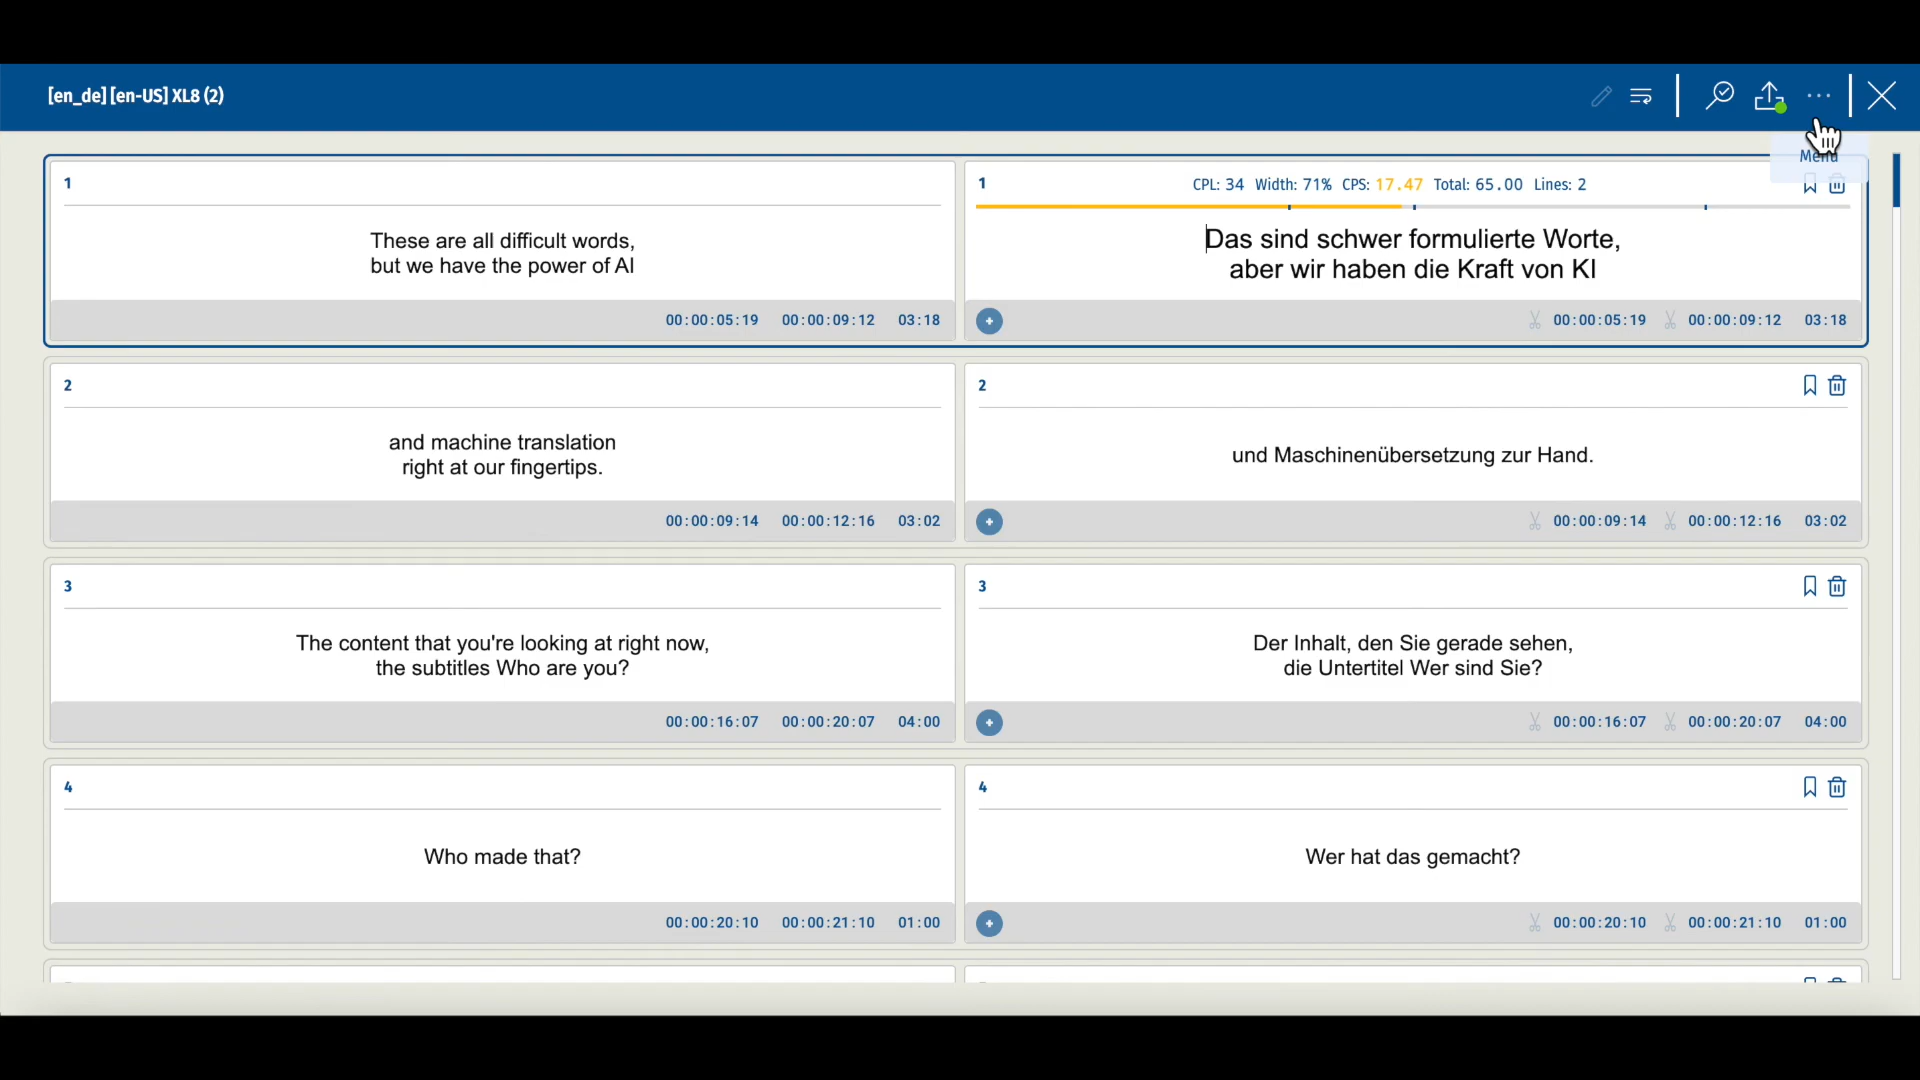 [en_de] [en-US] XL8 (2)
Menu
1
These are all difficult words,
but we have the power of AI
00:00:05:19 00:00:09:12 03:18
1 CPL: 34 Width: 71% CPS: 17.47 Total: 65.00 Lines: 2
Das sind schwer formulierte Worte,
aber wir haben die Kraft von KI
00:00:05:19 00:00:09:12 03:18
2
and machine translation
right at our fingertips.
00:00:09:14 00:00:12:16 03:02
2
und Maschinenübersetzung zur Hand.
00:00:09:14 00:00:12:16 03:02
3
The content that you're looking at right now,
the subtitles Who are you?
00:00:16:07 00:00:20:07 04:00
3
Der Inhalt, den Sie gerade sehen,
die Untertitel Wer sind Sie?
00:00:16:07 00:00:20:07 04:00
4
Who made that?
00:00:20:10 00:00:21:10 01:00
4
Wer hat das gemacht?
00:00:20:10 00:00:21:10 01:00